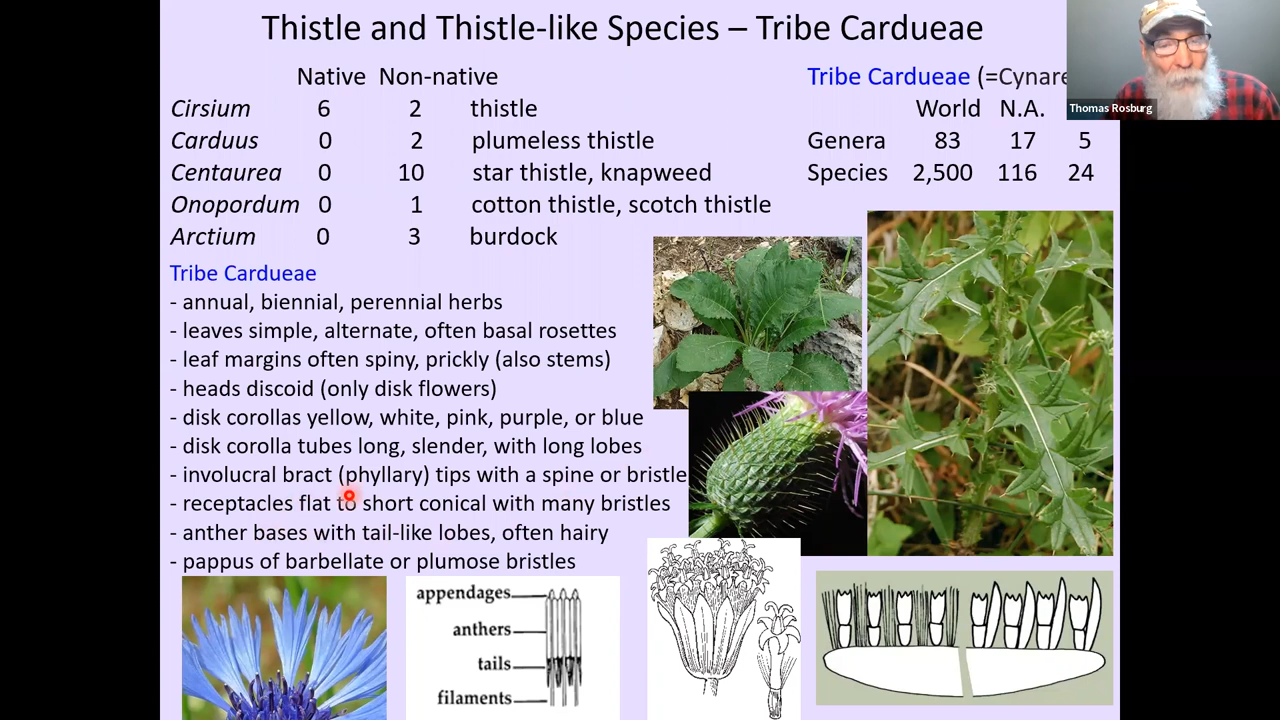 Thistle and Thistle-like Species – Tribe Cardueae
Native Non-native
Cirsium 6 2 thistle
Carduus 0 2 plumeless thistle
Centaurea 0 10 star thistle, knapweed
Onopordum 0 1 cotton thistle, scotch thistle
Arctium 0 3 burdock
Tribe Cardueae (=Cynare
World N.A.
Genera 83 17 5
Species 2,500 116 24
Thomas Rosburg
Tribe Cardueae
- annual, biennial, perennial herbs
- leaves simple, alternate, often basal rosettes
- leaf margins often spiny, prickly (also stems)
- heads discoid (only disk flowers)
- disk corollas yellow, white, pink, purple, or blue
- disk corolla tubes long, slender, with long lobes
- involucral bract (phyllary) tips with a spine or bristle
- receptacles flat to short conical with many bristles
- anther bases with tail-like lobes, often hairy
- pappus of barbellate or plumose bristles
appendages
anthers
tails
filaments